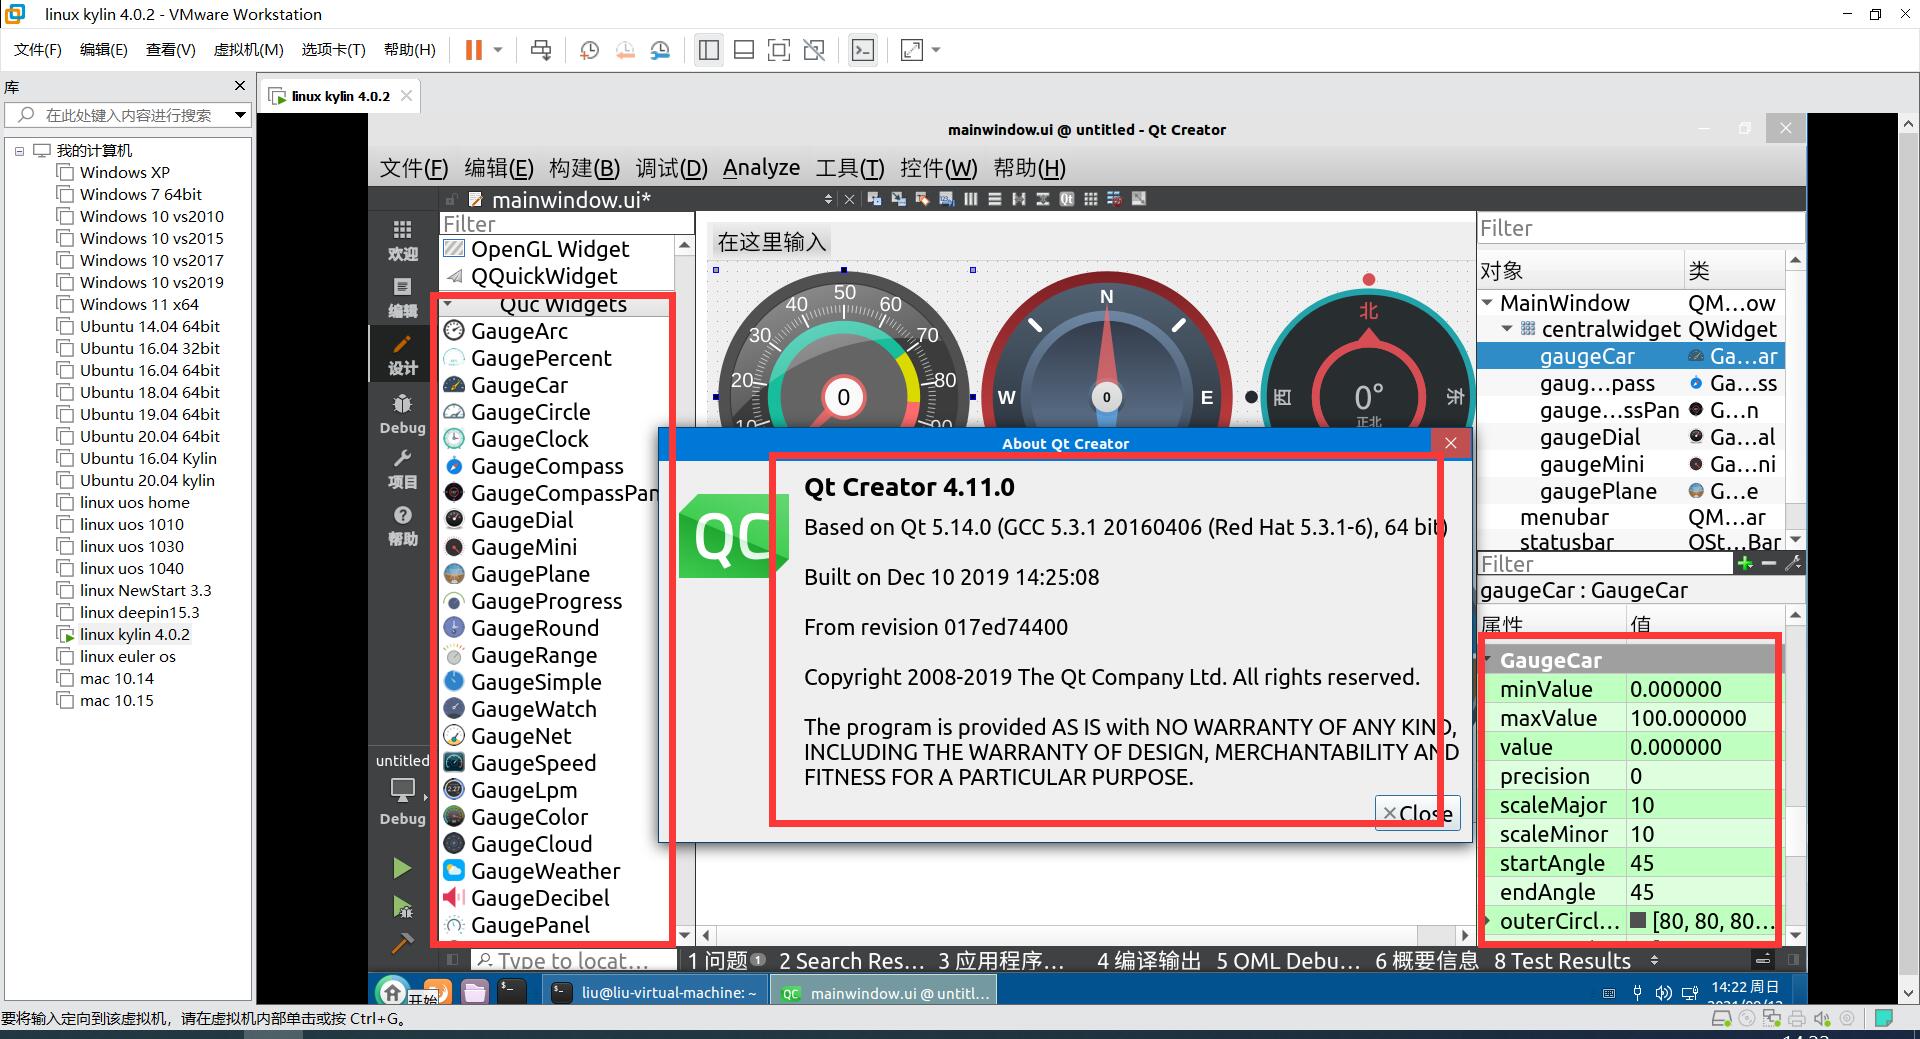 linux kylin 4.0.2 - VMware Workstation
文件(F) 编辑(E) 查看(V) 虚拟机(M) 选项卡(T) 帮助(H)
库
在此处键入内容进行搜索
我的计算机
Windows XP
Windows 7 64bit
Windows 10 vs2010
Windows 10 vs2015
Windows 10 vs2017
Windows 10 vs2019
Windows 11 x64
Ubuntu 14.04 64bit
Ubuntu 16.04 32bit
Ubuntu 16.04 64bit
Ubuntu 18.04 64bit
Ubuntu 19.04 64bit
Ubuntu 20.04 64bit
Ubuntu 16.04 Kylin
Ubuntu 20.04 kylin
linux uos home
linux uos 1010
linux uos 1030
linux uos 1040
linux NewStart 3.3
linux deepin15.3
linux kylin 4.0.2
linux euler os
mac 10.14
mac 10.15
linux kylin 4.0.2
mainwindow.ui @ untitled - Qt Creator
文件(F) 编辑(E) 构建(B) 调试(D) Analyze 工具(T) 控件(W) 帮助(H)
mainwindow.ui*
欢迎
编辑
设计
Debug
项目
帮助
untitled
Debug
Filter
OpenGL Widget
QQuickWidget
Quc Widgets
GaugeArc
GaugePercent
GaugeCar
GaugeCircle
GaugeClock
GaugeCompass
GaugeCompassPan
GaugeDial
GaugeMini
GaugePlane
GaugeProgress
GaugeRound
GaugeRange
GaugeSimple
GaugeWatch
GaugeNet
GaugeSpeed
GaugeLpm
GaugeColor
GaugeCloud
GaugeWeather
GaugeDecibel
GaugePanel
在这里输入
10 20 30 40 50 60 70 80 90
0
N
W E
0
北
西 东
0°
正北
About Qt Creator
QC
Qt Creator 4.11.0
Based on Qt 5.14.0 (GCC 5.3.1 20160406 (Red Hat 5.3.1-6), 64 bit)
Built on Dec 10 2019 14:25:08
From revision 017ed74400
Copyright 2008-2019 The Qt Company Ltd. All rights reserved.
The program is provided AS IS with NO WARRANTY OF ANY KIND,
INCLUDING THE WARRANTY OF DESIGN, MERCHANTABILITY AND
FITNESS FOR A PARTICULAR PURPOSE.
Close
Filter
对象 类
MainWindow QM...ow
centralwidget QWidget
gaugeCar Ga...ar
gaug...pass Ga...ss
gauge...ssPan G...n
gaugeDial Ga...al
gaugeMini Ga...ni
gaugePlane G...e
menubar QM...ar
statusbar QSt...Bar
Filter
gaugeCar : GaugeCar
属性 值
GaugeCar
minValue 0.000000
maxValue 100.000000
value 0.000000
precision 0
scaleMajor 10
scaleMinor 10
startAngle 45
endAngle 45
outerCircl... [80, 80, 80...
Type to locat... 1 问题 1 2 Search Res... 3 应用程序... 4 编译输出 5 QML Debu... 6 概要信息 8 Test Results
开始 liu@liu-virtual-machine: ~ QC mainwindow.ui @ untitl... 14:22 周日
要将输入定向到该虚拟机，请在虚拟机内部单击或按 Ctrl+G。